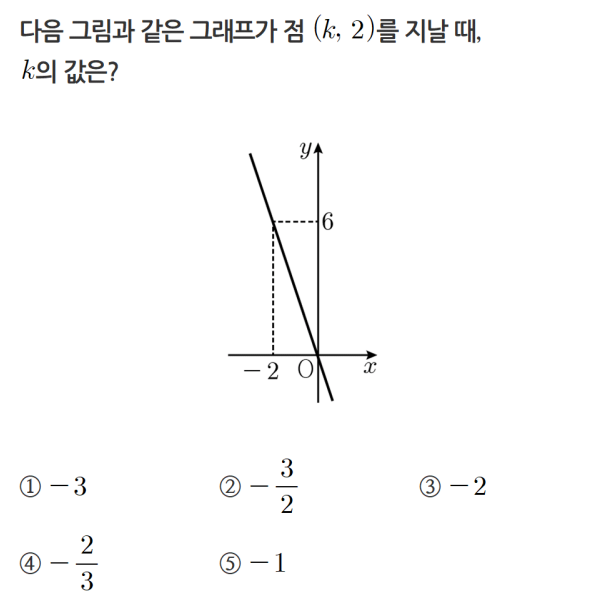 다음 그림과 같은 그래프가 점 (k, 2)를 지날 때,
k의 값은?
y
6
-2 O x
① -3 ② -3/2 ③ -2
④ -2/3 ⑤ -1